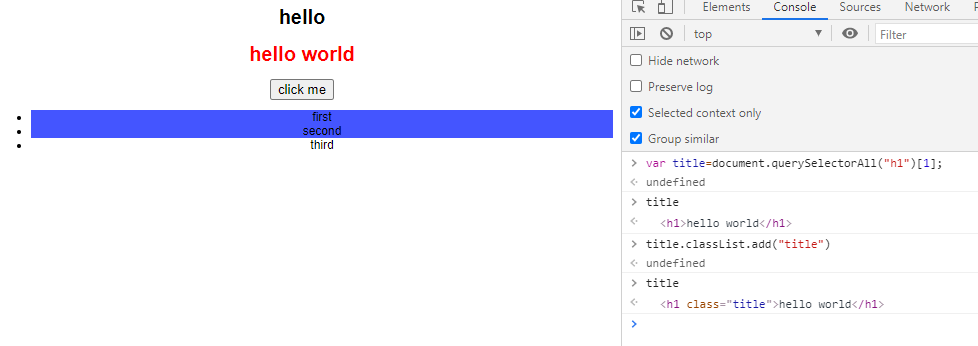 hello
hello world
click me
first
second
third
Elements Console Sources Network
top ▼ Filter
Hide network
Preserve log
Selected context only
Group similar
> var title=document.querySelectorAll("h1")[1];
undefined
> title
<h1>hello world</h1>
> title.classList.add("title")
undefined
> title
<h1 class="title">hello world</h1>
>